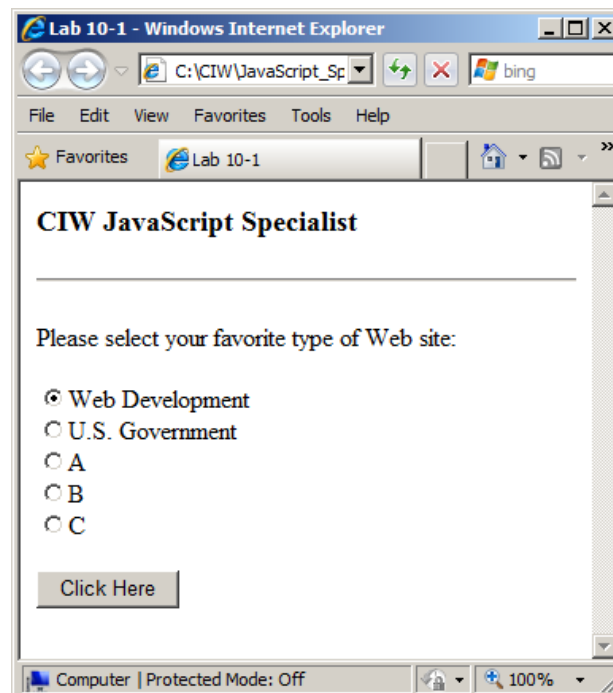 Lab 10-1 - Windows Internet Explorer
C:\CIW\JavaScript_Sp
bing
File Edit View Favorites Tools Help
Favorites Lab 10-1 »
CIW JavaScript Specialist
Please select your favorite type of Web site:
Web Development
U.S. Government
A
B
C
Click Here
Computer | Protected Mode: Off 100%